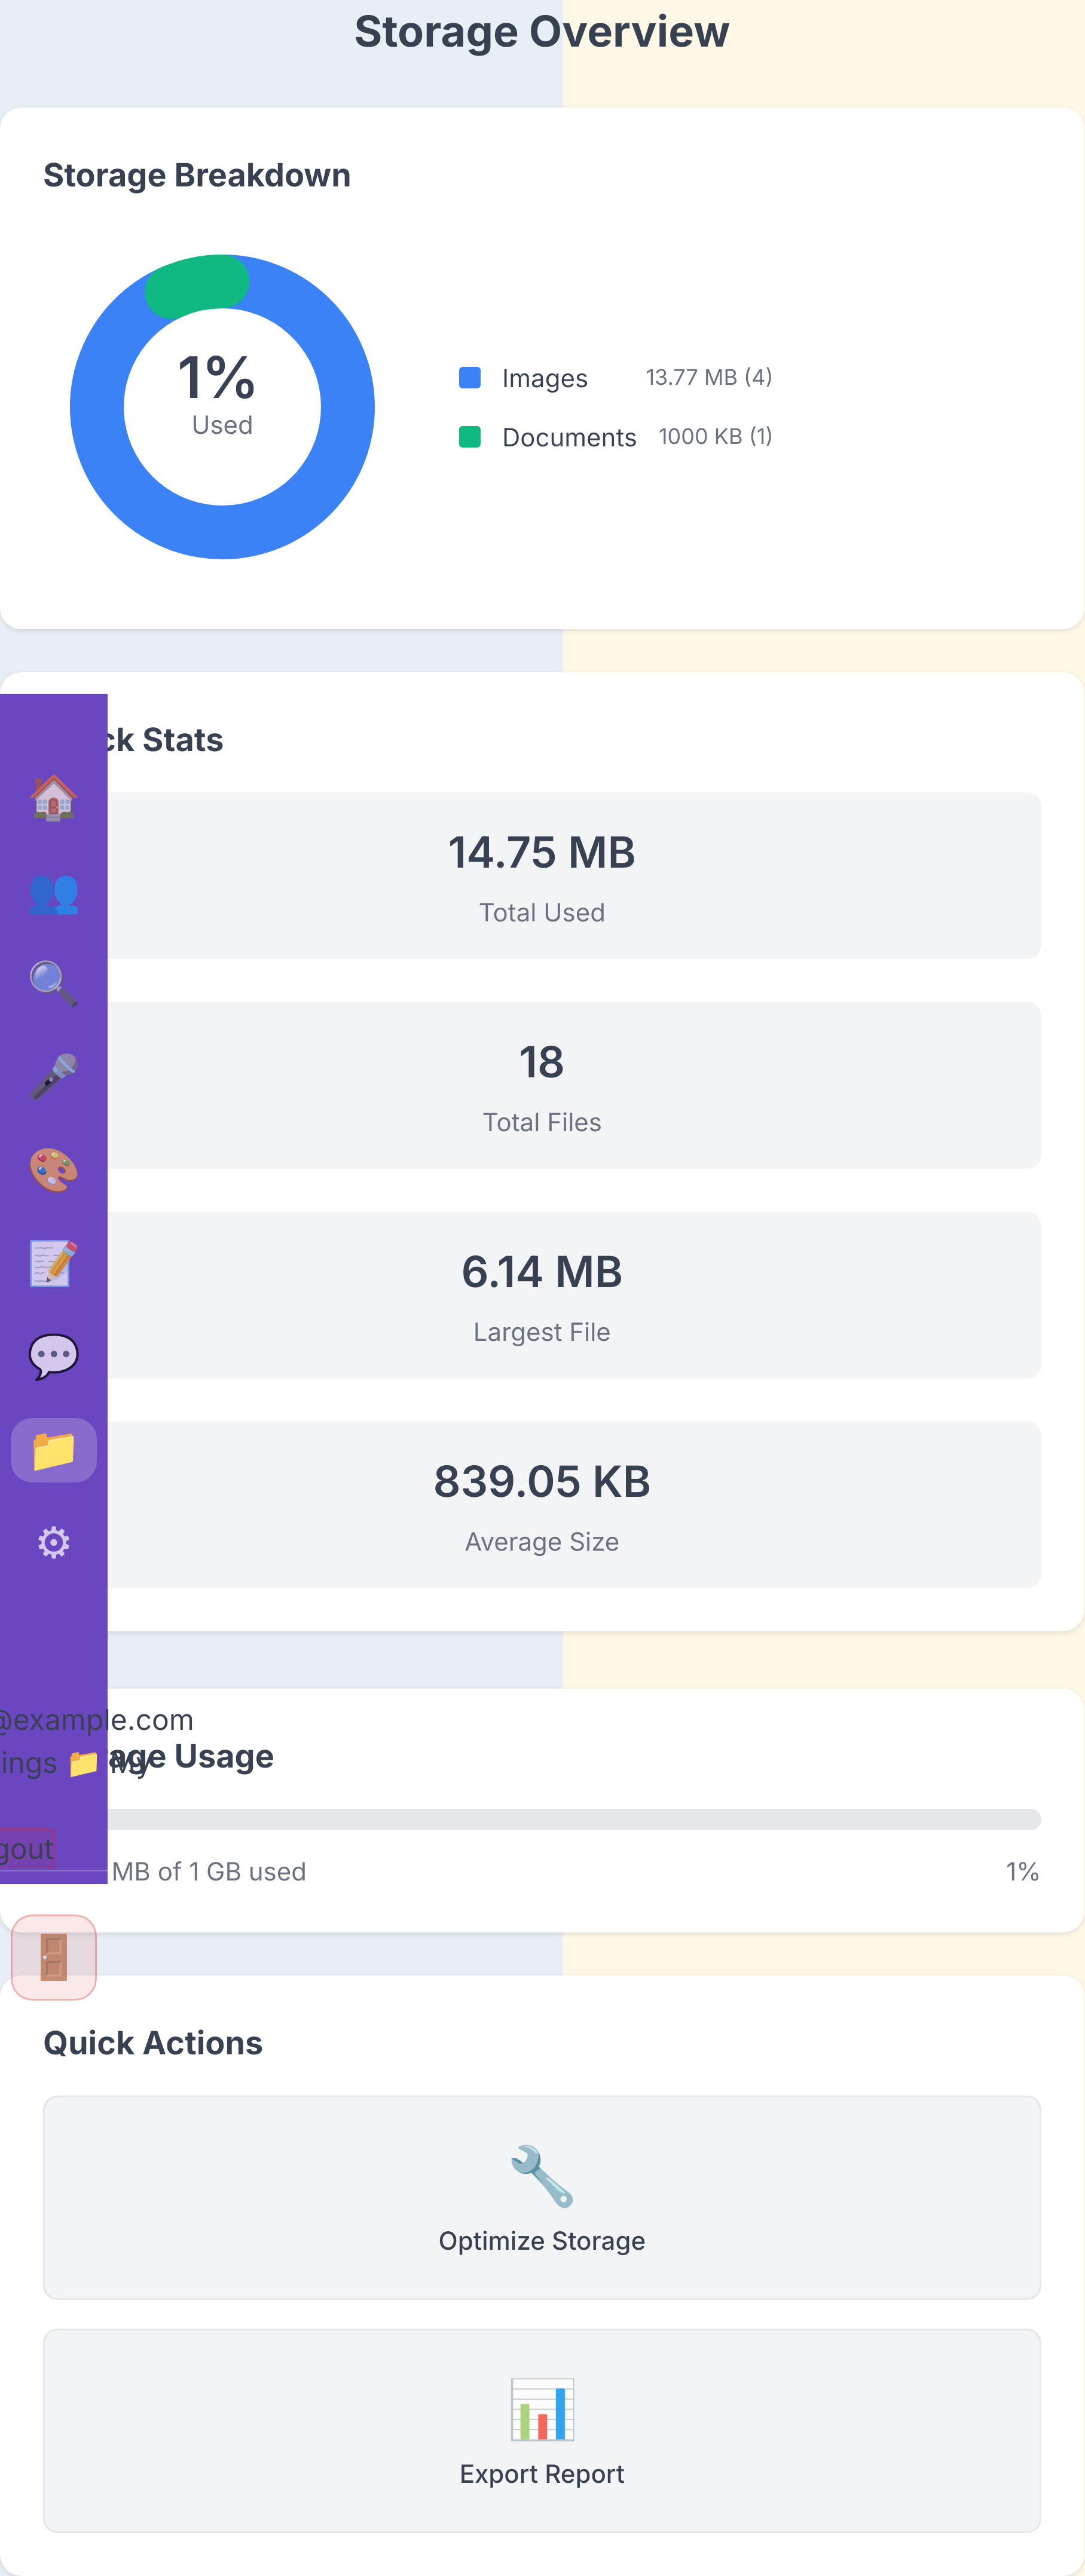 Storage Overview
Storage Breakdown
1%
Used
Images 13.77 MB (4)
Documents 1000 KB (1)
ck Stats
14.75 MB
Total Used
18
Total Files
6.14 MB
Largest File
839.05 KB
Average Size
@example.com
ings 📁 My
age Usage
gout
MB of 1 GB used 1%
Quick Actions
Optimize Storage
Export Report